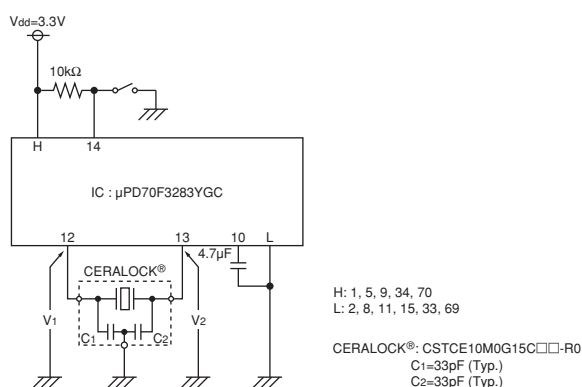 Vdd=3.3V
10kΩ
H
14
IC : μPD70F3283YGC
12
13
10
L
4.7μF
CERALOCK®
V1
C1
C2
V2
H: 1, 5, 9, 34, 70
L: 2, 8, 11, 15, 33, 69
CERALOCK®: CSTCE10M0G15C□□-R0
C1=33pF (Typ.)
C2=33pF (Typ.)